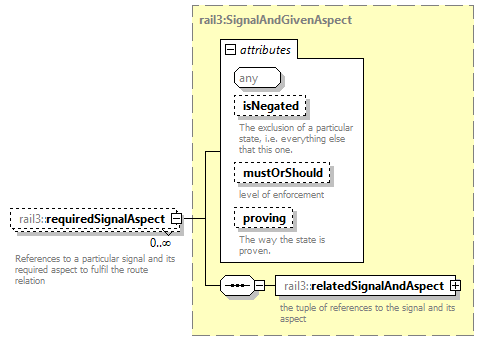 rail3:SignalAndGivenAspect
attributes
any
isNegated
The exclusion of a particular
state, i.e. everything else
that this one.
mustOrShould
level of enforcement
proving
The way the state is
proven.
rail3::requiredSignalAspect
0..∞
References to a particular signal and its
required aspect to fulfil the route
relation
rail3::relatedSignalAndAspect
the tuple of references to the signal and its
aspect